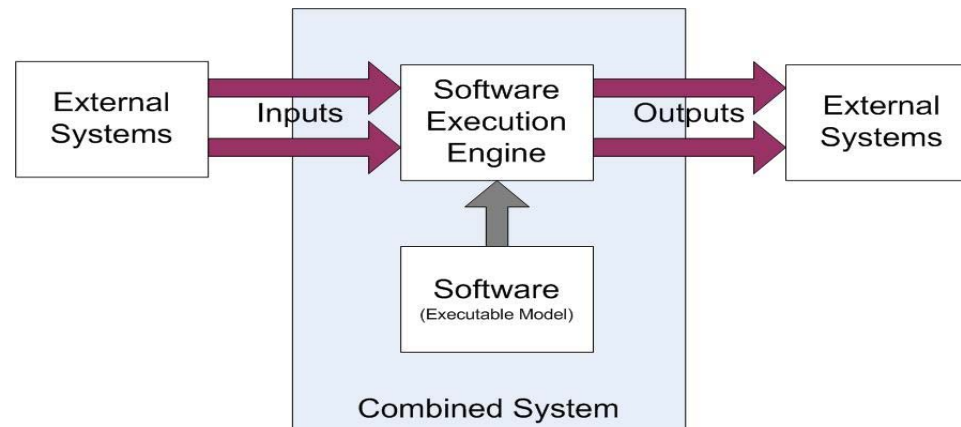 External
Systems
Inputs
Software
Execution
Engine
Outputs
External
Systems
Software
(Executable Model)
Combined System